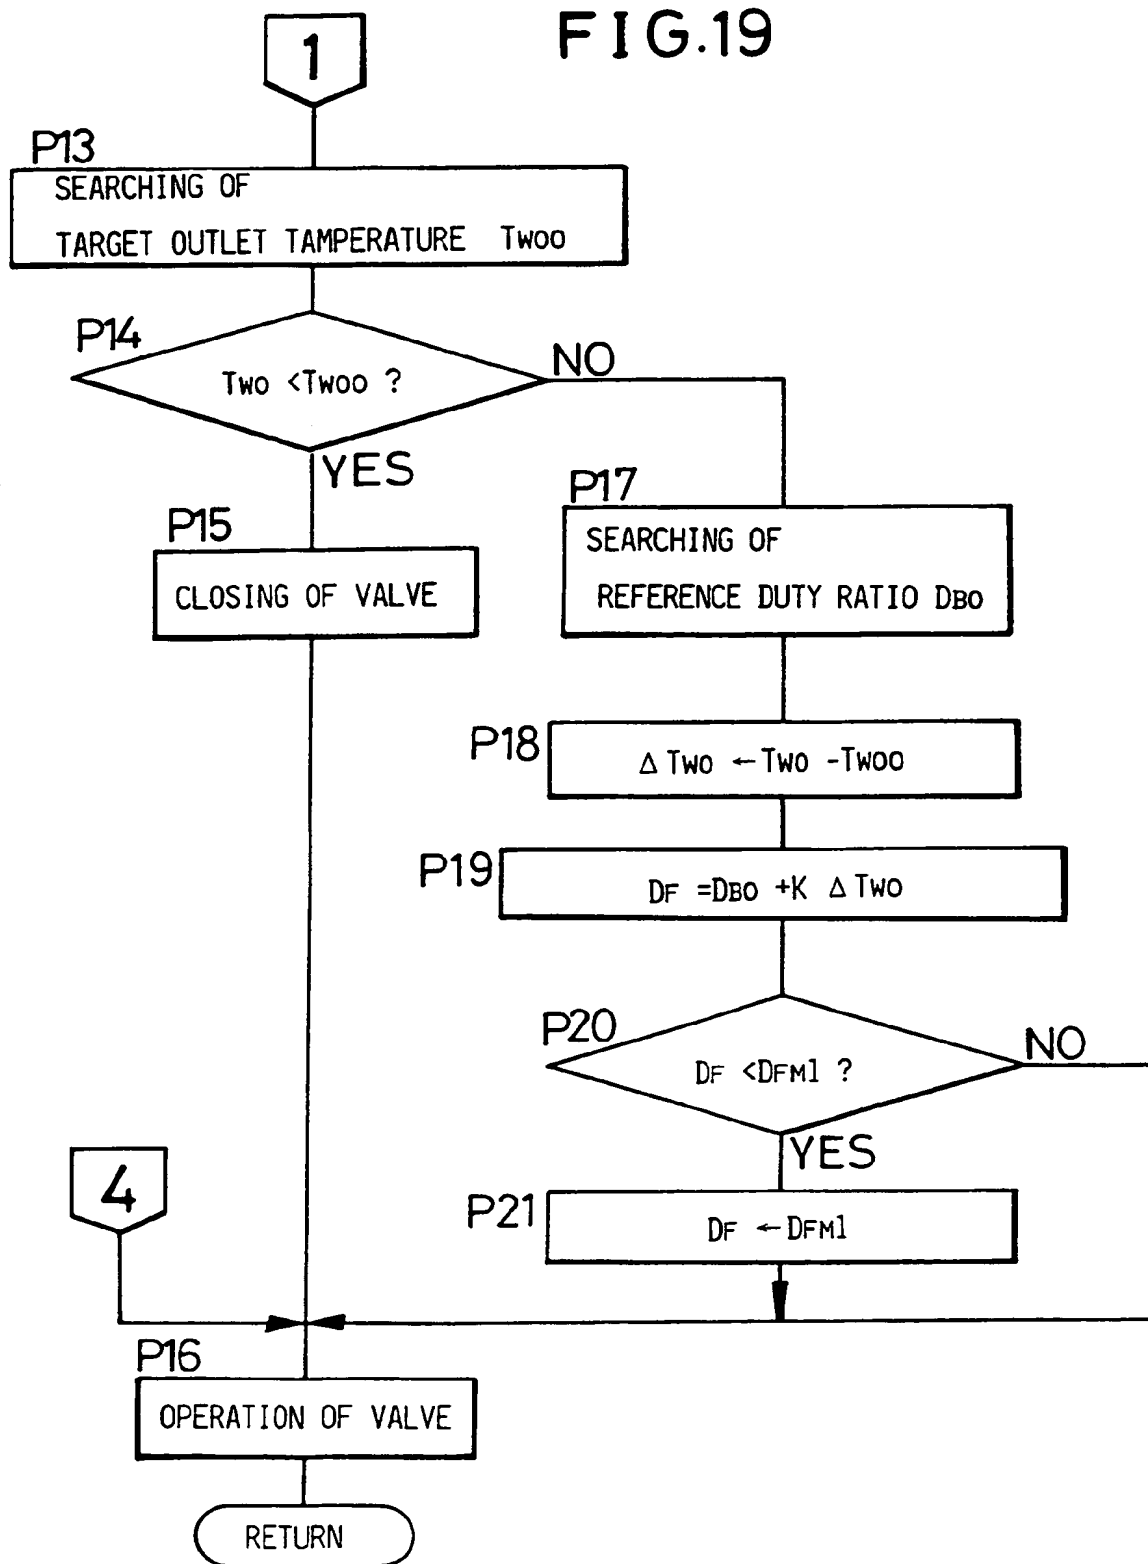 FIG.19
1
P13
SEARCHING OF
TARGET OUTLET TAMPERATURE TWOO
P14
TWO <TWOO ?
NO
YES
P15
CLOSING OF VALVE
P17
SEARCHING OF
REFERENCE DUTY RATIO DBO
P18
Δ TWO ←TWO -TWOO
P19
DF =DBO +K Δ TWO
P20
DF <DFM1 ?
NO
YES
4
P21
DF ←DFM1
P16
OPERATION OF VALVE
RETURN